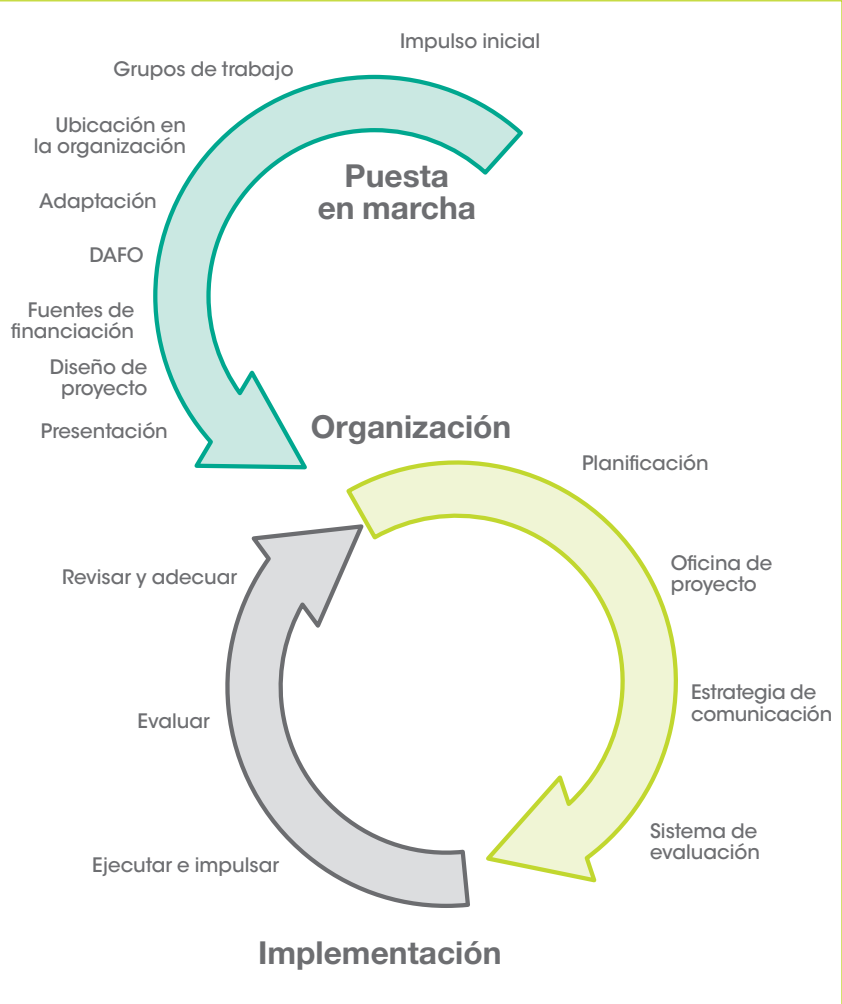 Impulso inicial
Grupos de trabajo
Ubicación en
la organización
Adaptación
DAFO
Fuentes de
financiación
Diseño de
proyecto
Presentación
Puesta
en marcha
Organización
Planificación
Oficina de
proyecto
Estrategia de
comunicación
Sistema de
evaluación
Implementación
Ejecutar e impulsar
Evaluar
Revisar y adecuar